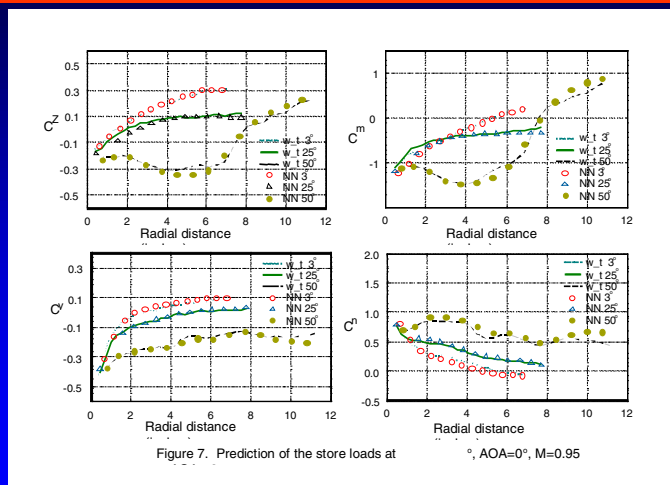 0.5
0.3
0.1
-0.1
-0.3
-0.5
C Z
w_t 3°
w_t 25°
w_t 50°
NN 3°
NN 25°
NN 50°
0 2 4 6 8 10 12
Radial distance
1
0
-1
C m
w_t 3°
w_t 25°
w_t 50
NN 3°
NN 25°
NN 50°
0 2 4 6 8 10 12
Radial distance
0.3
0.1
-0.1
-0.3
-0.5
C y
w_t 3°
w_t 25°
w_t 50°
NN 3°
NN 25°
NN 50°
0 2 4 6 8 10 12
Radial distance
2.0
1.5
1.0
0.5
0.0
-0.5
C n
w_t 3°
w_t 25°
w_t 50°
NN 3°
NN 25°
NN 50°
0 2 4 6 8 10 12
Radial distance
Figure 7. Prediction of the store loads at °, AOA=0°, M=0.95